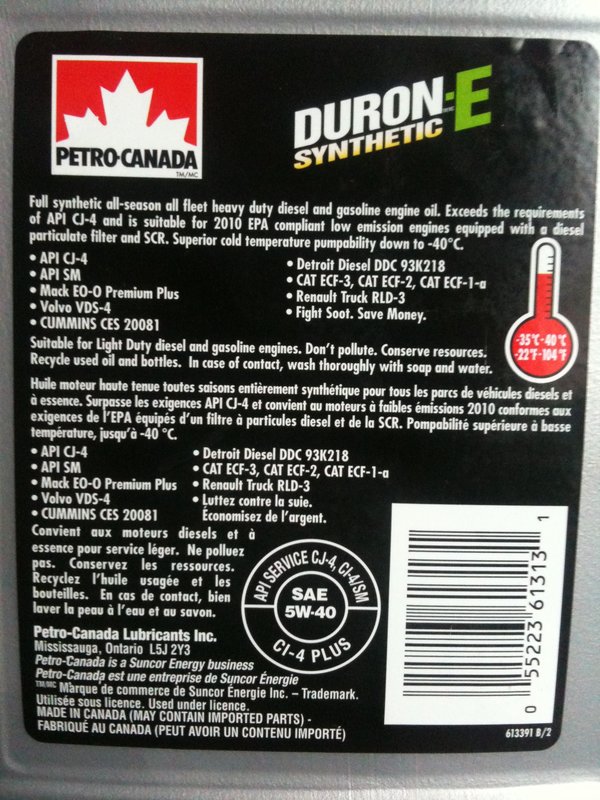 PETRO-CANADA
TM/MC
DURON-E
SYNTHETIC
Full synthetic all-season all fleet heavy duty diesel and gasoline engine oil. Exceeds the requirements
of API CJ-4 and is suitable for 2010 EPA compliant low emission engines equipped with a diesel
particulate filter and SCR. Superior cold temperature pumpability down to -40°C.
• API CJ-4
• API SM
• Mack EO-O Premium Plus
• Volvo VDS-4
• CUMMINS CES 20081
• Detroit Diesel DDC 93K218
• CAT ECF-3, CAT ECF-2, CAT ECF-1-a
• Renault Truck RLD-3
• Fight Soot. Save Money.
-35°C-40°C
-22°F-104°F
Suitable for Light Duty diesel and gasoline engines. Don't pollute. Conserve resources.
Recycle used oil and bottles. In case of contact, wash thoroughly with soap and water.
Huile moteur haute tenue toutes saisons entièrement synthétique pour tous les parcs de véhicules diesels et
à essence. Surpasse les exigences API CJ-4 et convient au moteurs à faibles émissions 2010 conformes aux
exigences de l'EPA équipés d'un filtre à particules diesel et de la SCR. Pompabilité supérieure à basse
température, jusqu'à -40 °C.
• API CJ-4
• API SM
• Mack EO-O Premium Plus
• Volvo VDS-4
• CUMMINS CES 20081
• Detroit Diesel DDC 93K218
• CAT ECF-3, CAT ECF-2, CAT ECF-1-a
• Renault Truck RLD-3
• Luttez contre la suie.
Économisez de l'argent.
Convient aux moteurs diesels et à
essence pour service léger. Ne polluez
pas. Conservez les ressources.
Recyclez l'huile usagée et les
bouteilles. En cas de contact, bien
laver la peau à l'eau et au savon.
API SERVICE CJ-4, CI-4/SM
SAE
5W-40
CI-4 PLUS
Petro-Canada Lubricants Inc.
Mississauga, Ontario L5J 2Y3
Petro-Canada is a Suncor Energy business
Petro-Canada est une entreprise de Suncor Énergie
TM/MC Marque de commerce de Suncor Énergie Inc. – Trademark.
Utilisée sous licence. Used under licence.
MADE IN CANADA (MAY CONTAIN IMPORTED PARTS) -
FABRIQUÉ AU CANADA (PEUT AVOIR UN CONTENU IMPORTÉ)
0 55223 61313 1
613391 B/2